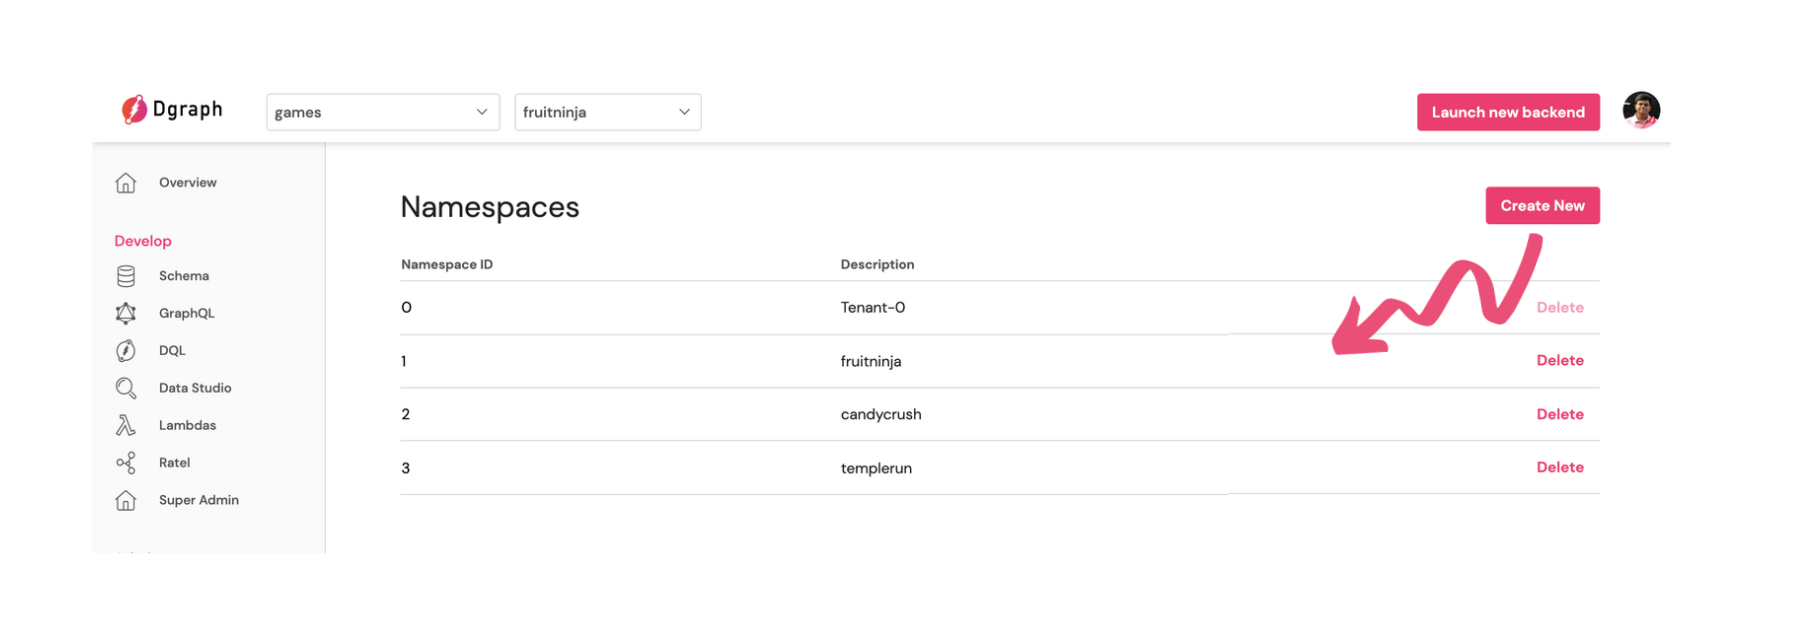 Dgraph
games
fruitninja
Launch new backend
Overview
Develop
Schema
GraphQL
DQL
Data Studio
Lambdas
Ratel
Super Admin
Namespaces
Create New
Namespace ID Description
0 Tenant-0 Delete
1 fruitninja Delete
2 candycrush Delete
3 templerun Delete